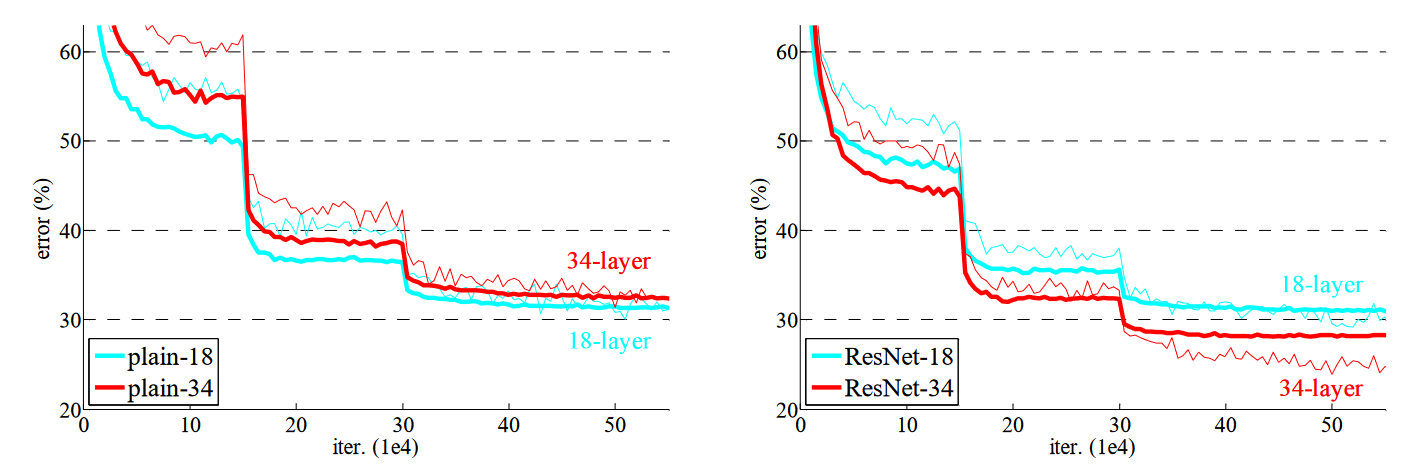 60
50
40
30
20
error (%)
0
10
20
30
40
50
iter. (1e4)
34-layer
18-layer
plain-18
plain-34
60
50
40
30
20
error (%)
0
10
20
30
40
50
iter. (1e4)
18-layer
34-layer
ResNet-18
ResNet-34